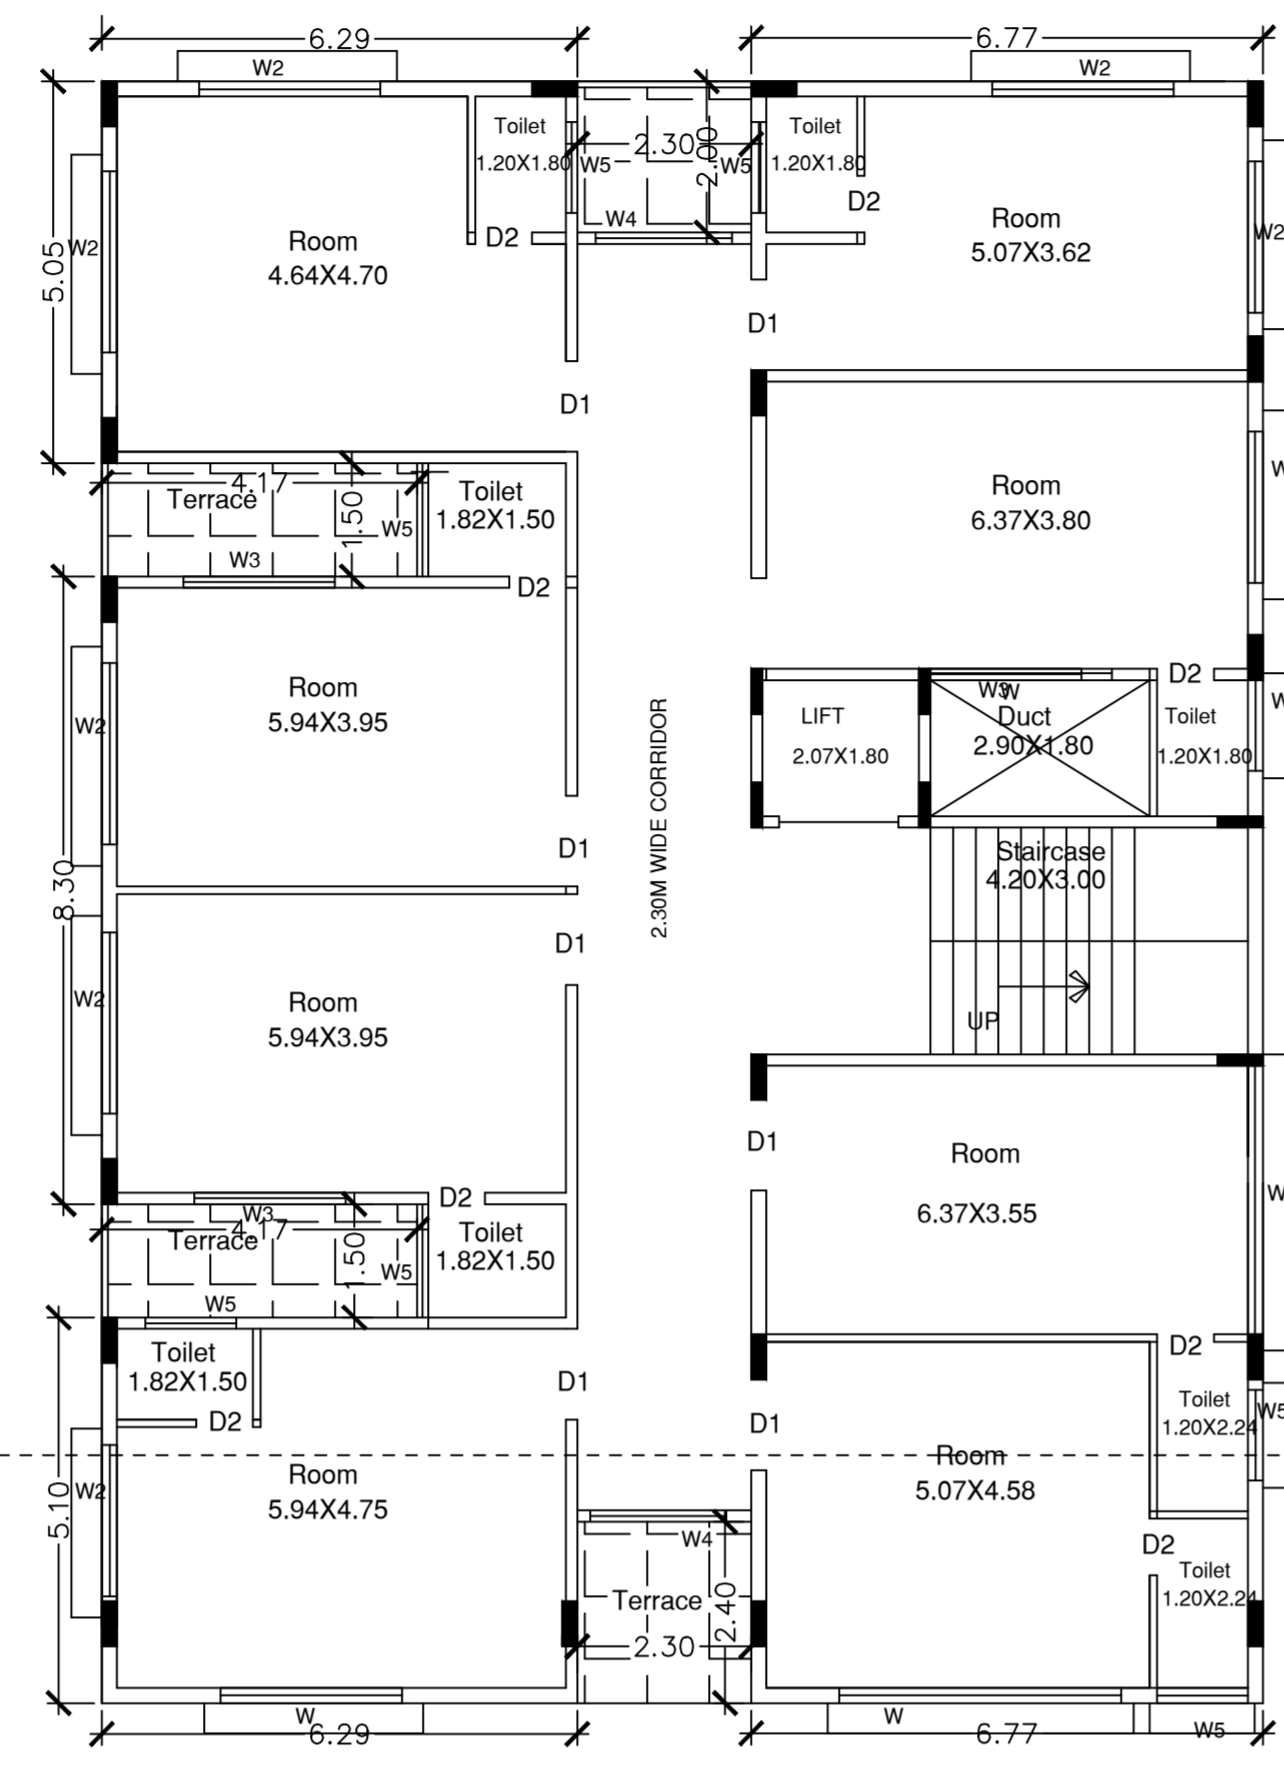 6.29
6.77
W2
W2
Toilet
1.20X1.80
W5
2.30
2.00
W5
Toilet
1.20X1.80
W4
D2
D2
Room
4.64X4.70
Room
5.07X3.62
W2
W2
5.05
D1
D1
4.17
Terrace
1.50
W5
W3
Toilet
1.82X1.50
D2
Room
6.37X3.80
W
Room
5.94X3.95
W2
D2
W3
W
Duct
2.90X1.80
LIFT
2.07X1.80
Toilet
1.20X1.80
W
2.30M WIDE CORRIDOR
D1
8.30
Staircase
4.20X3.00
UP
D1
Room
5.94X3.95
W2
D1
Room
6.37X3.55
W
D2
W3
4.17
Terrace
1.50
W5
W5
Toilet
1.82X1.50
Toilet
1.82X1.50
D2
D1
D1
D2
Toilet
1.20X2.24
W5
Room
5.94X4.75
W2
5.10
Room
5.07X4.58
W4
Terrace
2.40
2.30
D2
Toilet
1.20X2.24
W
6.29
W
6.77
W5